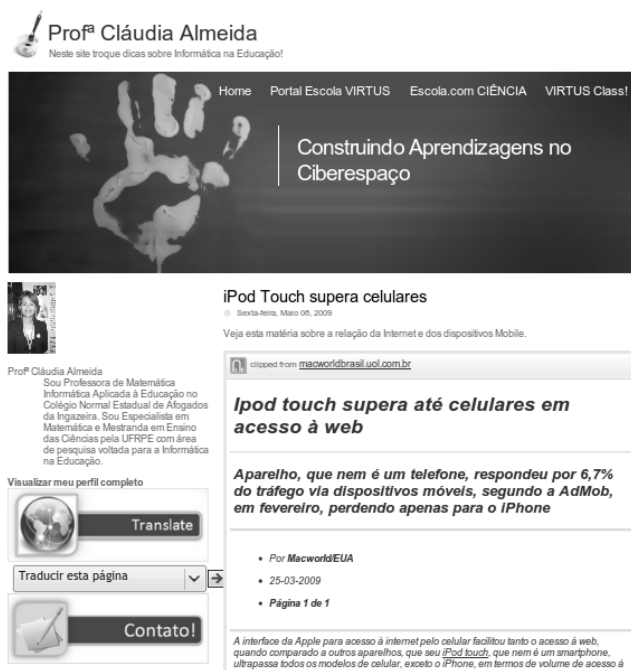 Profª Cláudia Almeida
Neste site troque dicas sobre Informática na Educação!
Home Portal Escola VIRTUS Escola.com CIÊNCIA VIRTUS Class!
Construindo Aprendizagens no
Ciberespaço
Profª Cláudia Almeida
Sou Professora de Matemática
Informática Aplicada à Educação no
Colégio Normal Estadual de Afogados
da Ingazeira. Sou Especialista em
Matemática e Mestranda em Ensino
das Ciências pela UFRPE com área
de pesquisa voltada para a Informática
na Educação.
Visualizar meu perfil completo
Translate
Traducir esta página
Contato!
iPod Touch supera celulares
Sexta-feira, Maio 08, 2009
Veja esta matéria sobre a relação da Internet e dos dispositivos Mobile.
clipped from macworldbrasil.uol.com.br
Ipod touch supera até celulares em
acesso à web
Aparelho, que nem é um telefone, respondeu por 6,7%
do tráfego via dispositivos móveis, segundo a AdMob,
em fevereiro, perdendo apenas para o iPhone
• Por Macworld/EUA
• 25-03-2009
• Página 1 de 1
A interface da Apple para acesso à internet pelo celular facilitou tanto o acesso à web,
quando comparado a outros aparelhos, que seu iPod touch, que nem é um smartphone,
ultrapassa todos os modelos de celular, exceto o iPhone, em termos de volume de acesso à